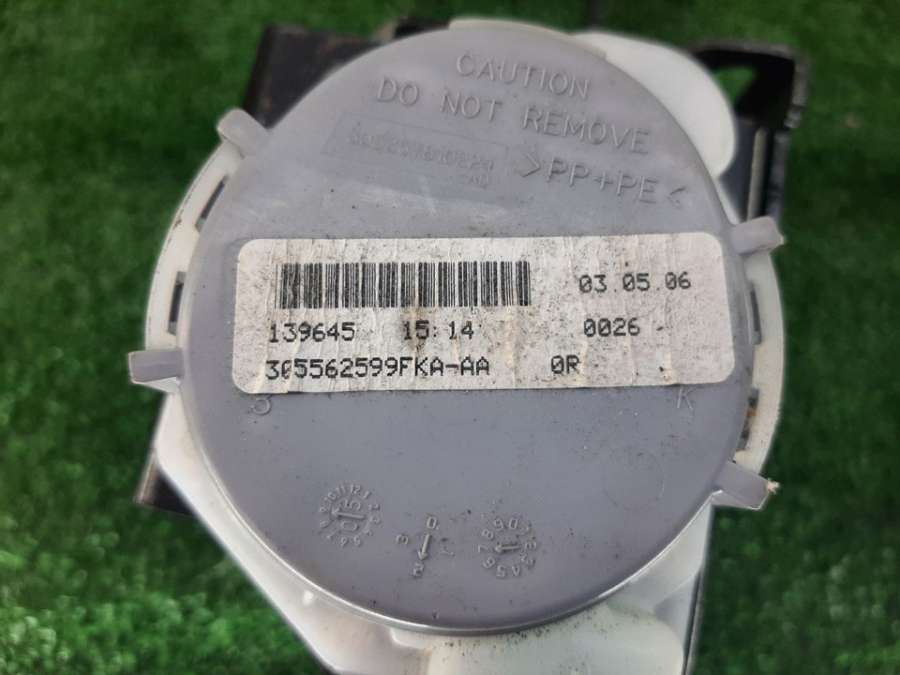 CAUTION
DO NOT REMOVE
>PP+PE<
03.05.06
139645 15:14 0026
305562599FKA-AA 0R
K